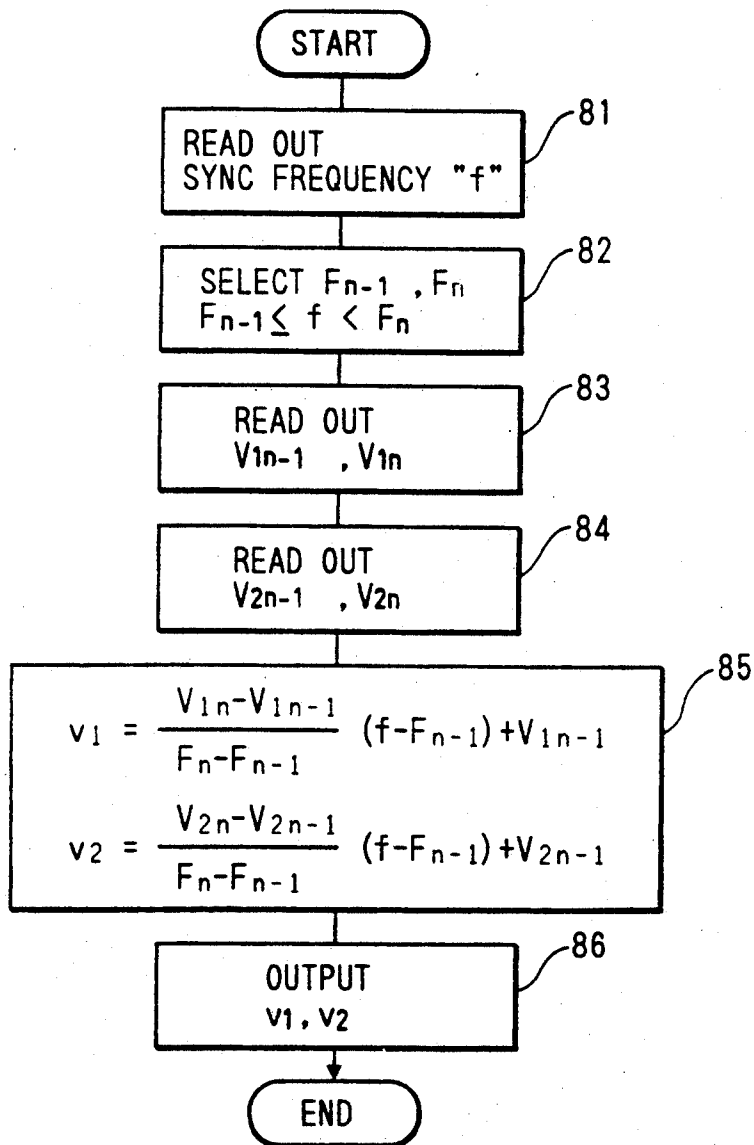 START
81
READ OUT
SYNC FREQUENCY "f"
82
SELECT Fn-1 , Fn
Fn-1 ≤ f < Fn
83
READ OUT
V1n-1 , V1n
84
READ OUT
V2n-1 , V2n
85
v1 = V1n-V1n-1 / Fn-Fn-1 (f-Fn-1)+V1n-1
v2 = V2n-V2n-1 / Fn-Fn-1 (f-Fn-1)+V2n-1
86
OUTPUT
v1, v2
END